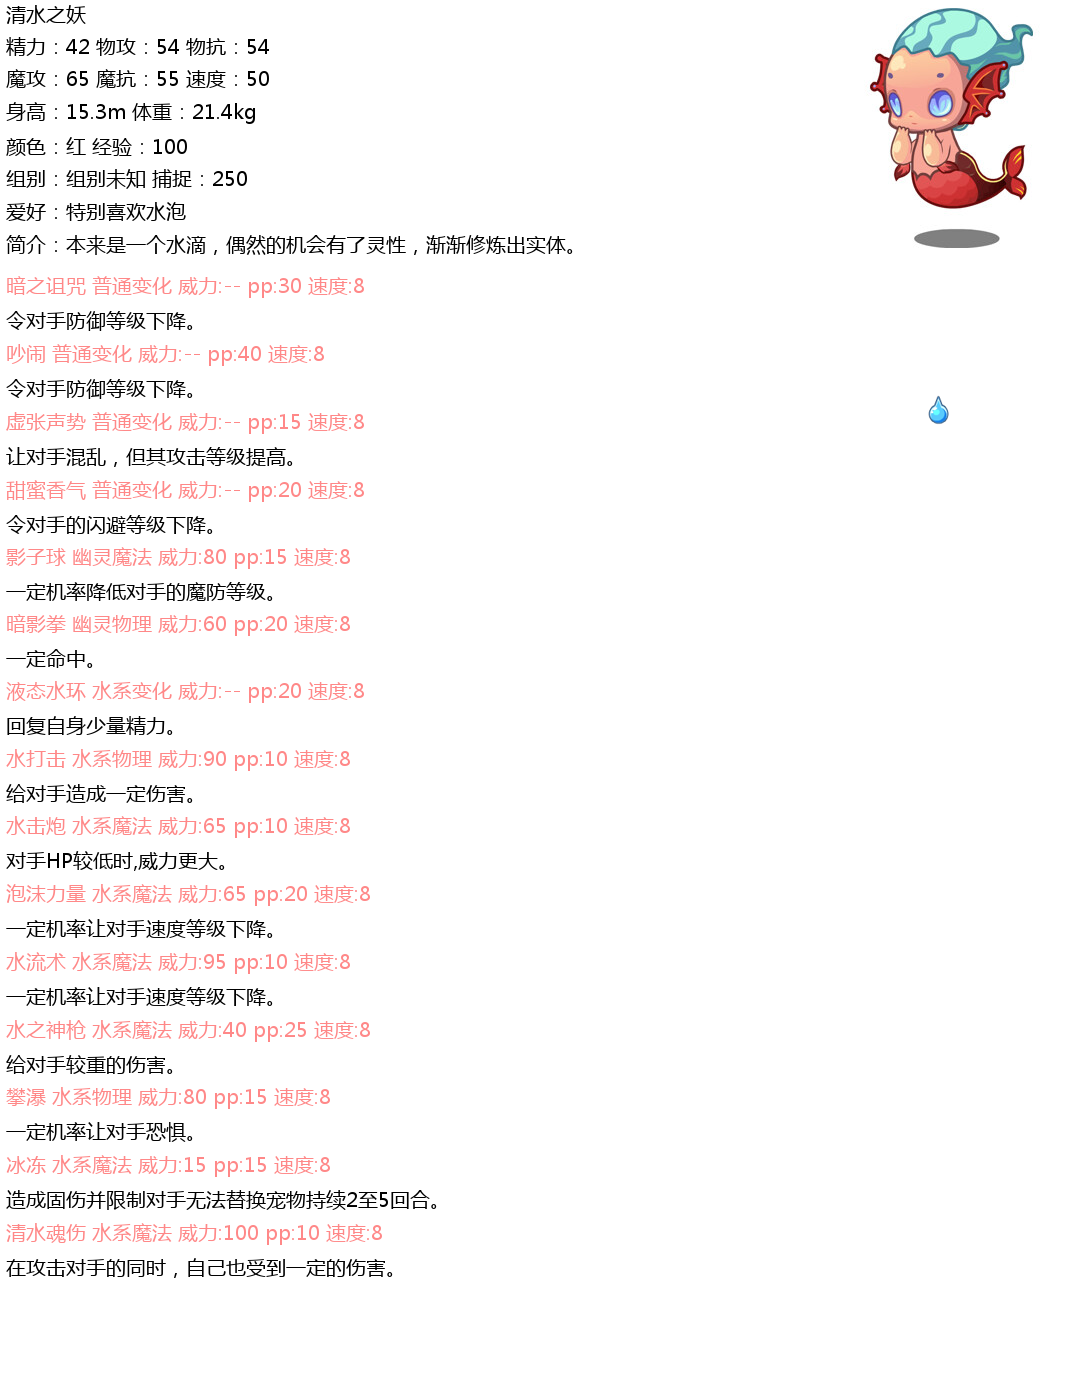 清水之妖
精力：42 物攻：54 物抗：54
魔攻：65 魔抗：55 速度：50
身高：15.3m 体重：21.4kg
颜色：红 经验：100
组别：组别未知 捕捉：250
爱好：特别喜欢水泡
简介：本来是一个水滴，偶然的机会有了灵性，渐渐修炼出实体。
暗之诅咒 普通变化 威力:-- pp:30 速度:8
令对手防御等级下降。
吵闹 普通变化 威力:-- pp:40 速度:8
令对手防御等级下降。
虚张声势 普通变化 威力:-- pp:15 速度:8
让对手混乱，但其攻击等级提高。
甜蜜香气 普通变化 威力:-- pp:20 速度:8
令对手的闪避等级下降。
影子球 幽灵魔法 威力:80 pp:15 速度:8
一定机率降低对手的魔防等级。
暗影拳 幽灵物理 威力:60 pp:20 速度:8
一定命中。
液态水环 水系变化 威力:-- pp:20 速度:8
回复自身少量精力。
水打击 水系物理 威力:90 pp:10 速度:8
给对手造成一定伤害。
水击炮 水系魔法 威力:65 pp:10 速度:8
对手HP较低时,威力更大。
泡沫力量 水系魔法 威力:65 pp:20 速度:8
一定机率让对手速度等级下降。
水流术 水系魔法 威力:95 pp:10 速度:8
一定机率让对手速度等级下降。
水之神枪 水系魔法 威力:40 pp:25 速度:8
给对手较重的伤害。
攀瀑 水系物理 威力:80 pp:15 速度:8
一定机率让对手恐惧。
冰冻 水系魔法 威力:15 pp:15 速度:8
造成固伤并限制对手无法替换宠物持续2至5回合。
清水魂伤 水系魔法 威力:100 pp:10 速度:8
在攻击对手的同时，自己也受到一定的伤害。